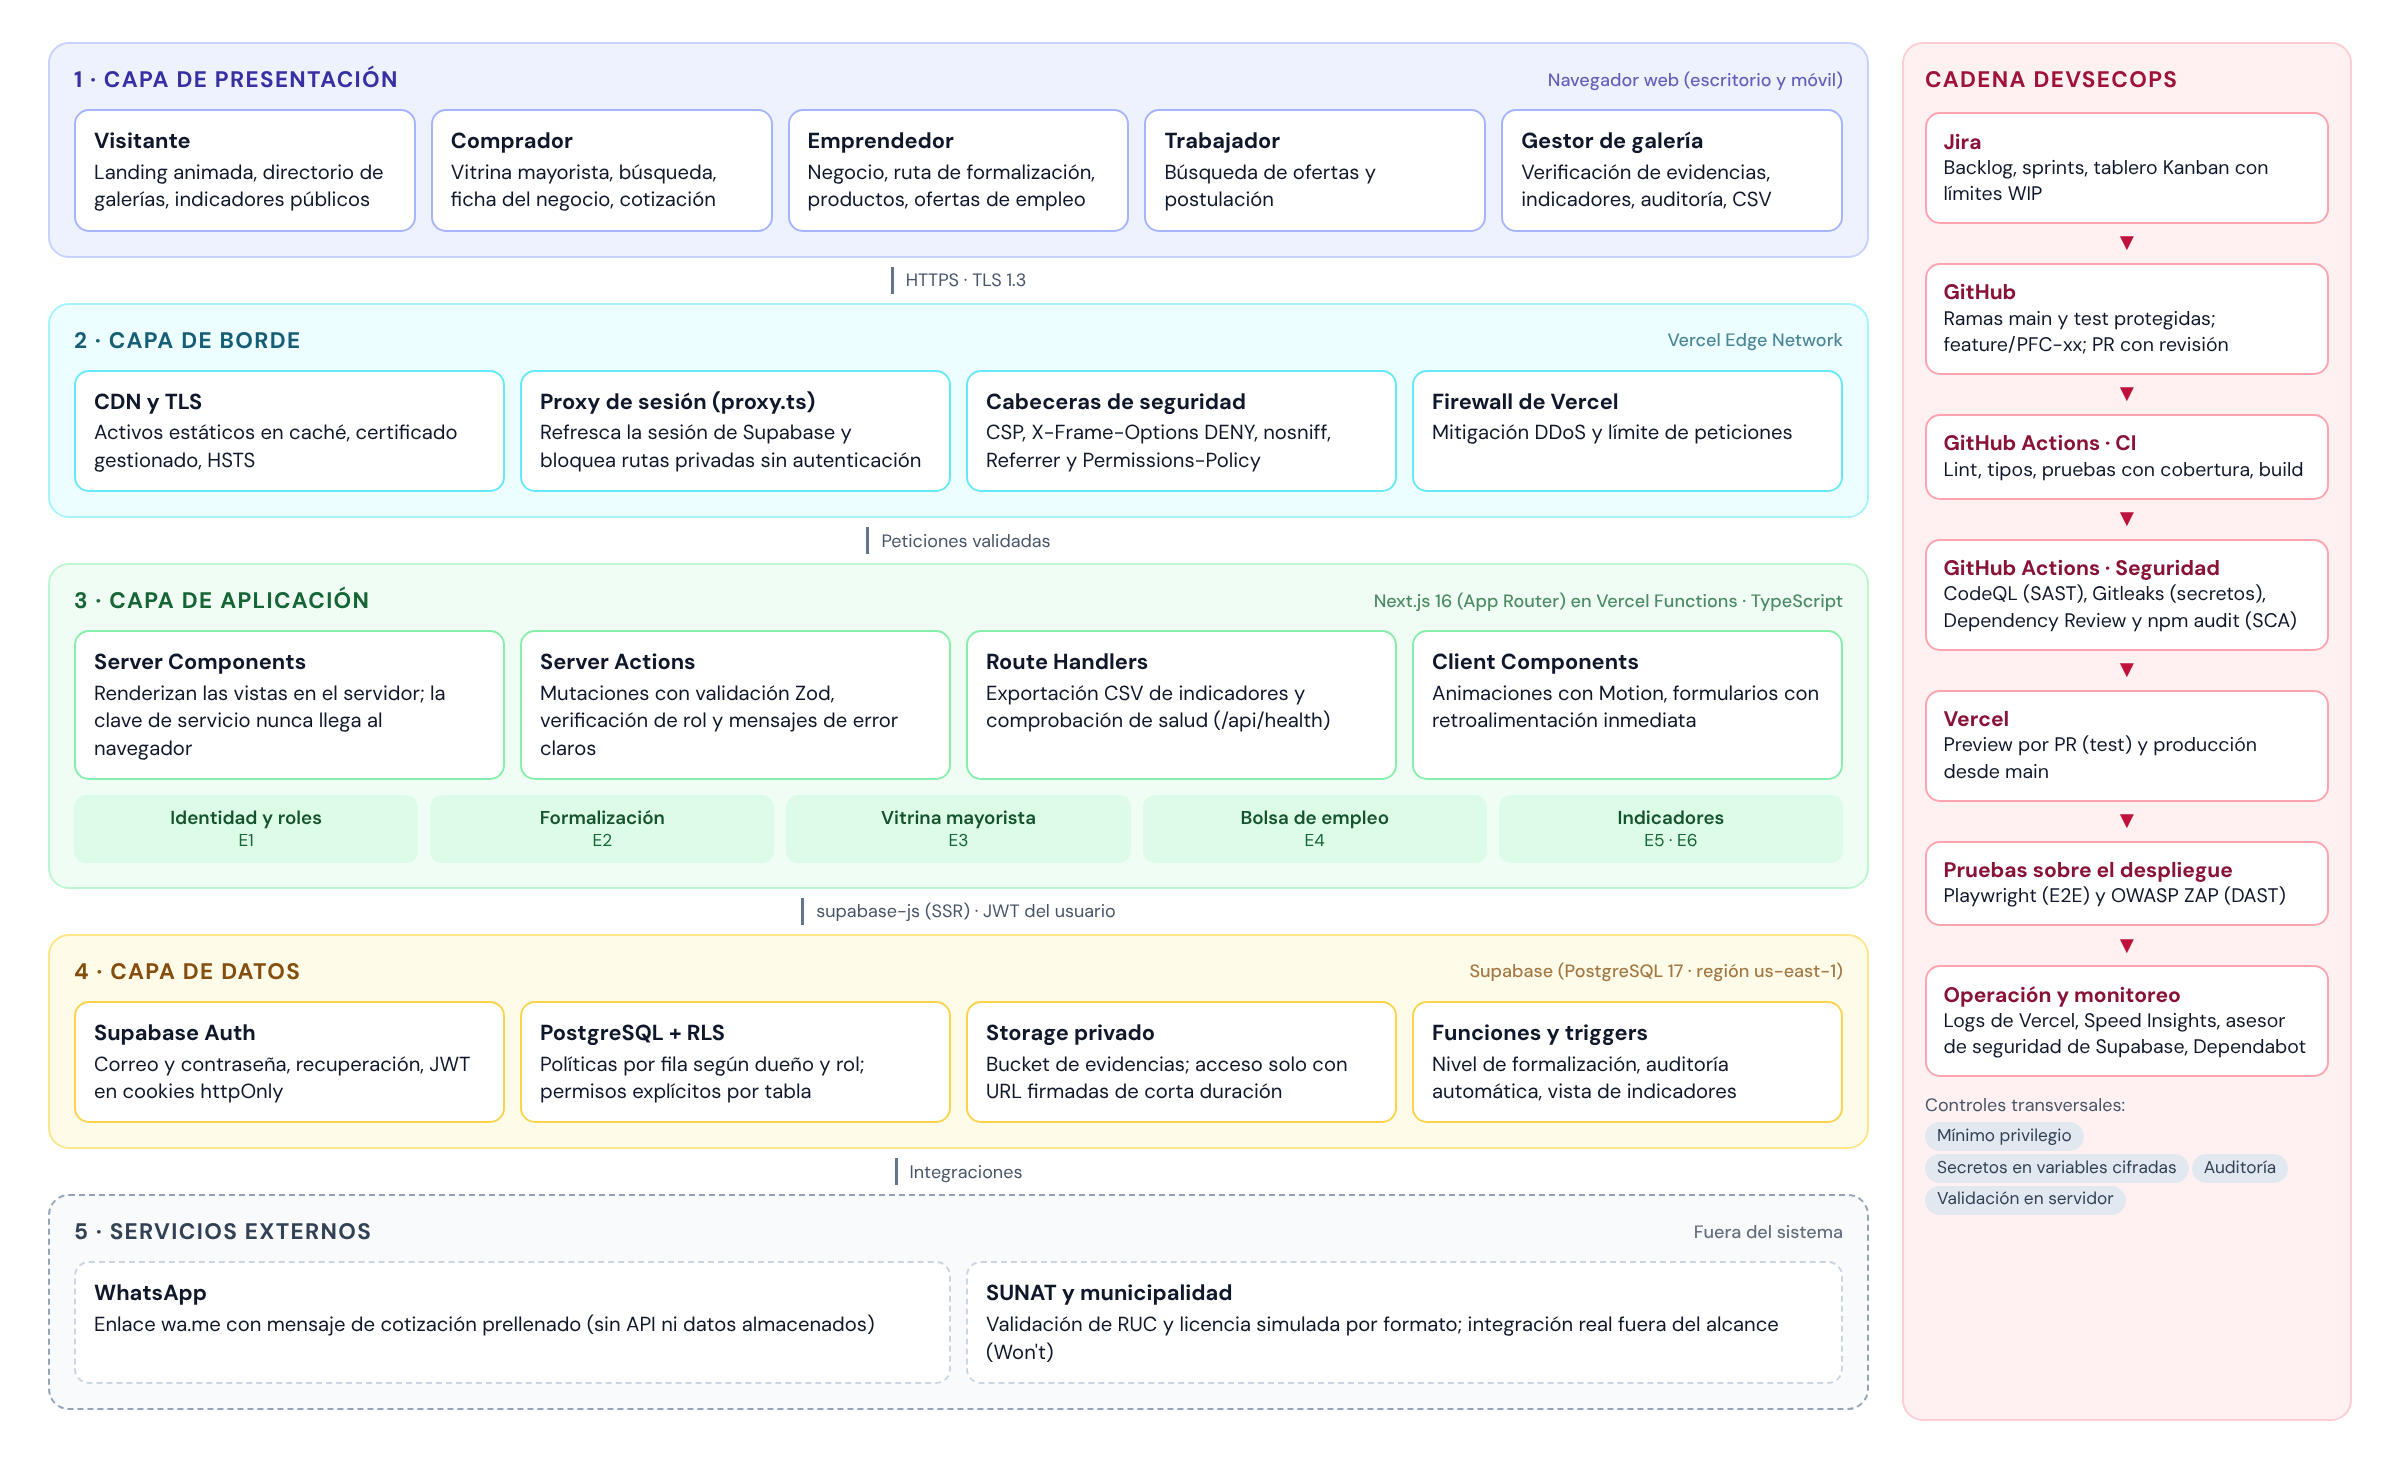 1 · CAPA DE PRESENTACIÓN
Navegador web (escritorio y móvil)
Visitante
Landing animada, directorio de
galerías, indicadores públicos
Comprador
Vitrina mayorista, búsqueda,
ficha del negocio, cotización
Emprendedor
Negocio, ruta de formalización,
productos, ofertas de empleo
Trabajador
Búsqueda de ofertas y
postulación
Gestor de galería
Verificación de evidencias,
indicadores, auditoría, CSV
HTTPS · TLS 1.3
2 · CAPA DE BORDE
Vercel Edge Network
CDN y TLS
Activos estáticos en caché, certificado
gestionado, HSTS
Proxy de sesión (proxy.ts)
Refresca la sesión de Supabase y
bloquea rutas privadas sin autenticación
Cabeceras de seguridad
CSP, X-Frame-Options DENY, nosniff,
Referrer y Permissions-Policy
Firewall de Vercel
Mitigación DDoS y límite de peticiones
Peticiones validadas
3 · CAPA DE APLICACIÓN
Next.js 16 (App Router) en Vercel Functions · TypeScript
Server Components
Renderizan las vistas en el servidor; la
clave de servicio nunca llega al
navegador
Server Actions
Mutaciones con validación Zod,
verificación de rol y mensajes de error
claros
Route Handlers
Exportación CSV de indicadores y
comprobación de salud (/api/health)
Client Components
Animaciones con Motion, formularios con
retroalimentación inmediata
Identidad y roles
E1
Formalización
E2
Vitrina mayorista
E3
Bolsa de empleo
E4
Indicadores
E5 · E6
supabase-js (SSR) · JWT del usuario
4 · CAPA DE DATOS
Supabase (PostgreSQL 17 · región us-east-1)
Supabase Auth
Correo y contraseña, recuperación, JWT
en cookies httpOnly
PostgreSQL + RLS
Políticas por fila según dueño y rol;
permisos explícitos por tabla
Storage privado
Bucket de evidencias; acceso solo con
URL firmadas de corta duración
Funciones y triggers
Nivel de formalización, auditoría
automática, vista de indicadores
Integraciones
5 · SERVICIOS EXTERNOS
Fuera del sistema
WhatsApp
Enlace wa.me con mensaje de cotización prellenado (sin API ni datos almacenados)
SUNAT y municipalidad
Validación de RUC y licencia simulada por formato; integración real fuera del alcance
(Won't)
CADENA DEVSECOPS
Jira
Backlog, sprints, tablero Kanban con
límites WIP
GitHub
Ramas main y test protegidas;
feature/PFC-xx; PR con revisión
GitHub Actions · CI
Lint, tipos, pruebas con cobertura, build
GitHub Actions · Seguridad
CodeQL (SAST), Gitleaks (secretos),
Dependency Review y npm audit (SCA)
Vercel
Preview por PR (test) y producción
desde main
Pruebas sobre el despliegue
Playwright (E2E) y OWASP ZAP (DAST)
Operación y monitoreo
Logs de Vercel, Speed Insights, asesor
de seguridad de Supabase, Dependabot
Controles transversales:
Mínimo privilegio
Secretos en variables cifradas Auditoría
Validación en servidor